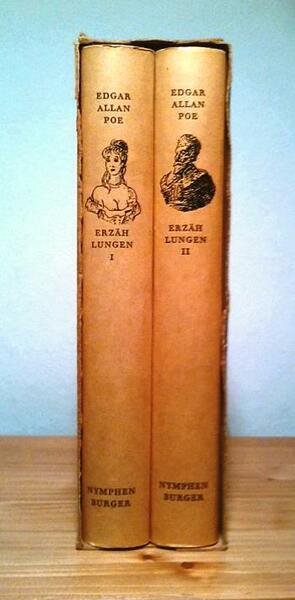 EDGAR
ALLAN
POE
ERZÄH
LUNGEN
I
NYMPHEN
BURGER
EDGAR
ALLAN
POE
ERZÄH
LUNGEN
II
NYMPHEN
BURGER